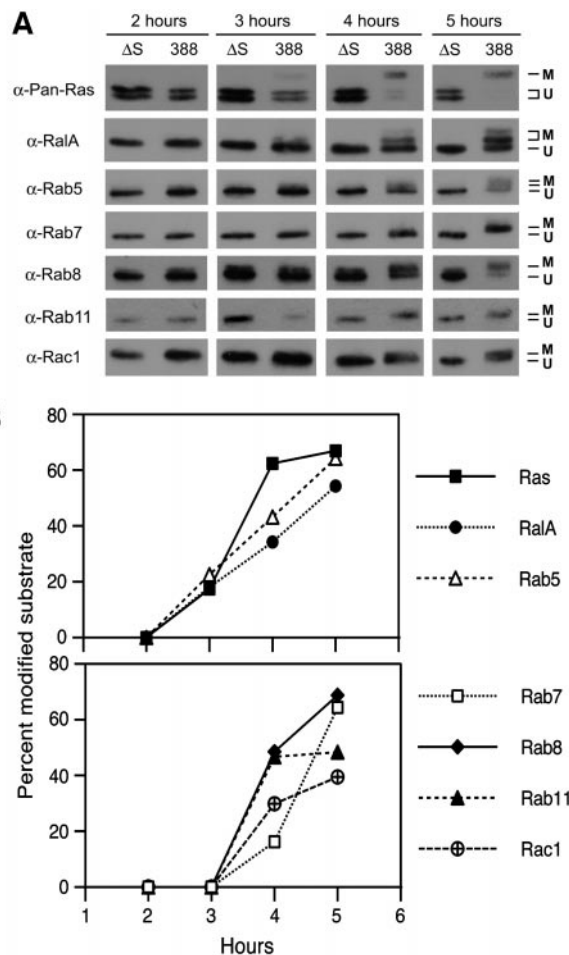 A
2 hours 3 hours 4 hours 5 hours
ΔS 388 ΔS 388 ΔS 388 ΔS 388
α-Pan-Ras M
U
α-RalA M
U
α-Rab5 M
U
α-Rab7 M
U
α-Rab8 M
U
α-Rab11 M
U
α-Rac1 M
U
80
60
40
20
0
Ras
RalA
Rab5
Percent modified substrate
80
60
40
20
0
Rab7
Rab8
Rab11
Rac1
1 2 3 4 5 6
Hours